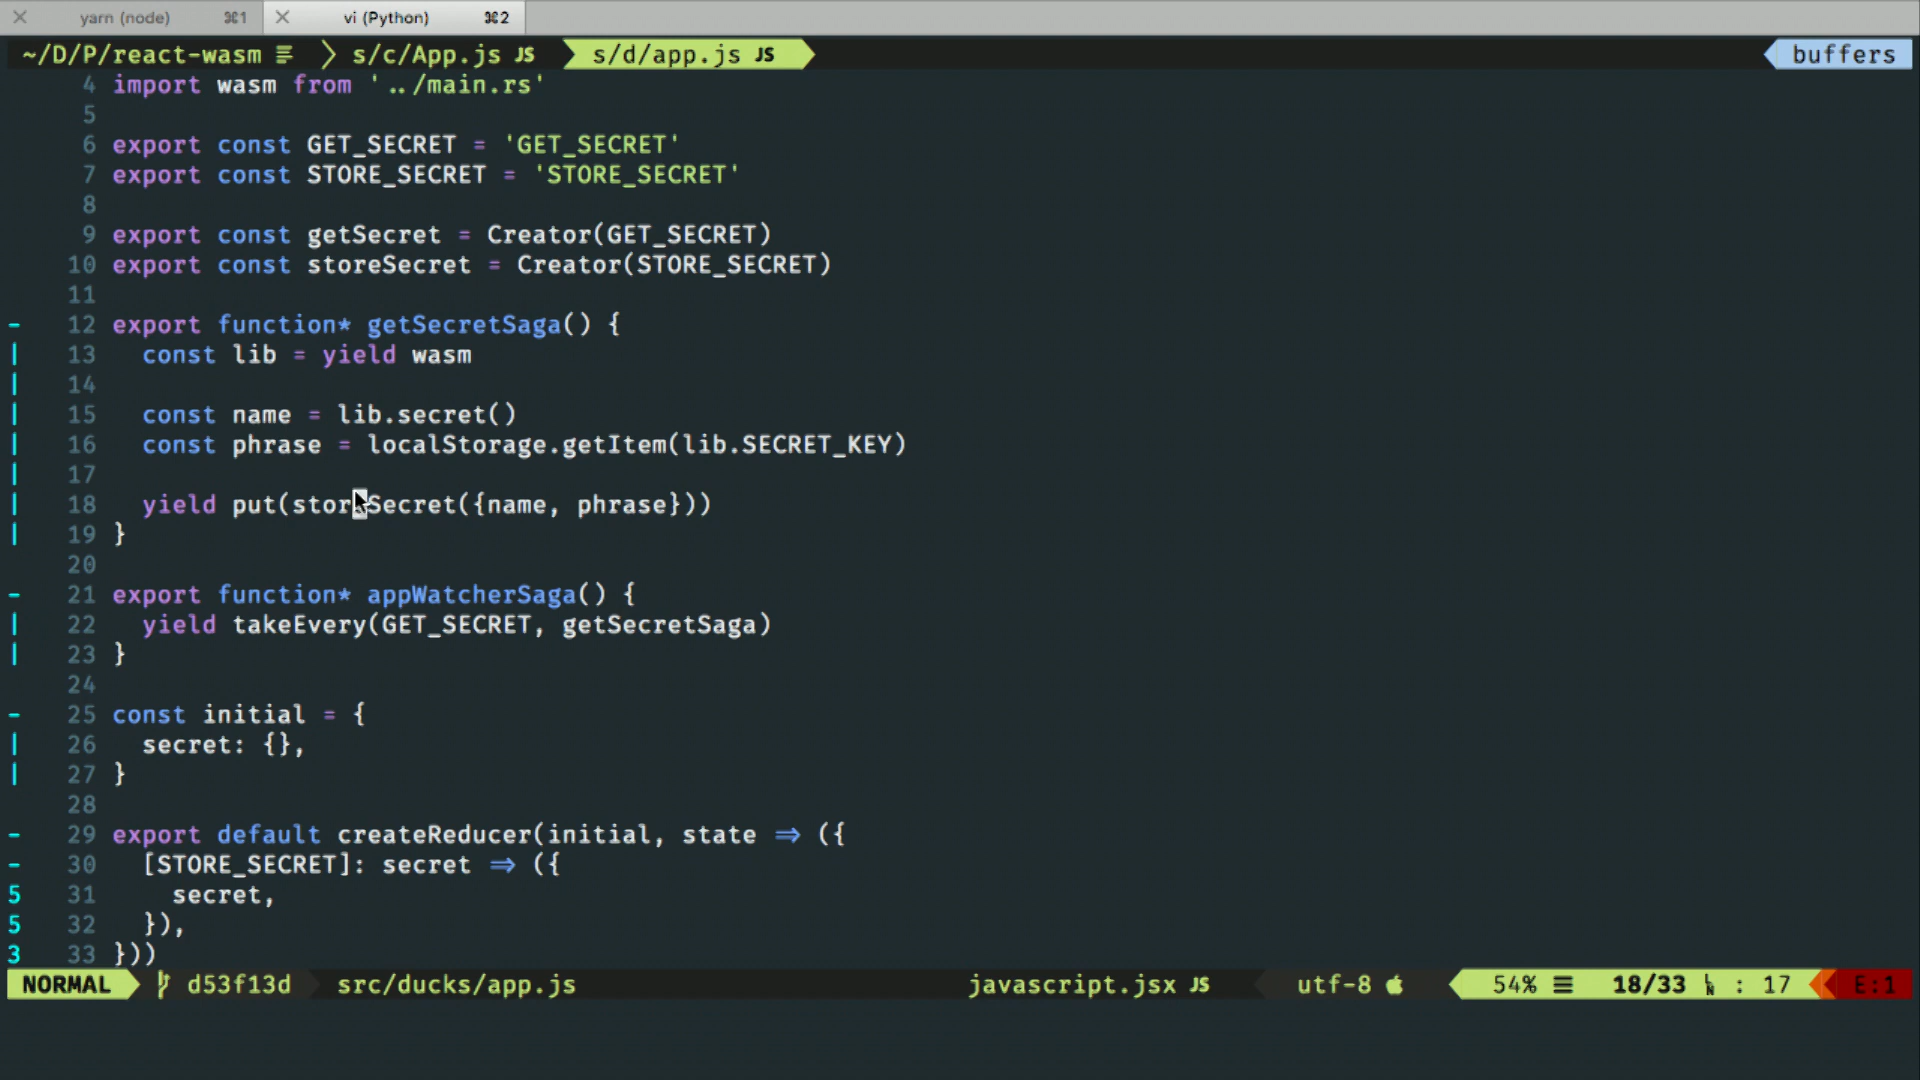 yarn (node) ⌘1 vi (Python) ⌘2
~/D/P/react-wasm s/c/App.js JS s/d/app.js JS buffers
4 import wasm from '../main.rs'
5
6 export const GET_SECRET = 'GET_SECRET'
7 export const STORE_SECRET = 'STORE_SECRET'
8
9 export const getSecret = Creator(GET_SECRET)
10 export const storeSecret = Creator(STORE_SECRET)
11
- 12 export function* getSecretSaga() {
| 13 const lib = yield wasm
| 14
| 15 const name = lib.secret()
| 16 const phrase = localStorage.getItem(lib.SECRET_KEY)
| 17
| 18 yield put(storeSecret({name, phrase}))
| 19 }
20
- 21 export function* appWatcherSaga() {
| 22 yield takeEvery(GET_SECRET, getSecretSaga)
| 23 }
24
- 25 const initial = {
| 26 secret: {},
| 27 }
28
- 29 export default createReducer(initial, state ⇒ ({
- 30 [STORE_SECRET]: secret ⇒ ({
5 31 secret,
5 32 }),
3 33 }))
NORMAL d53f13d src/ducks/app.js javascript.jsx JS utf-8 54% ☰ 18/33 : 17 E:1